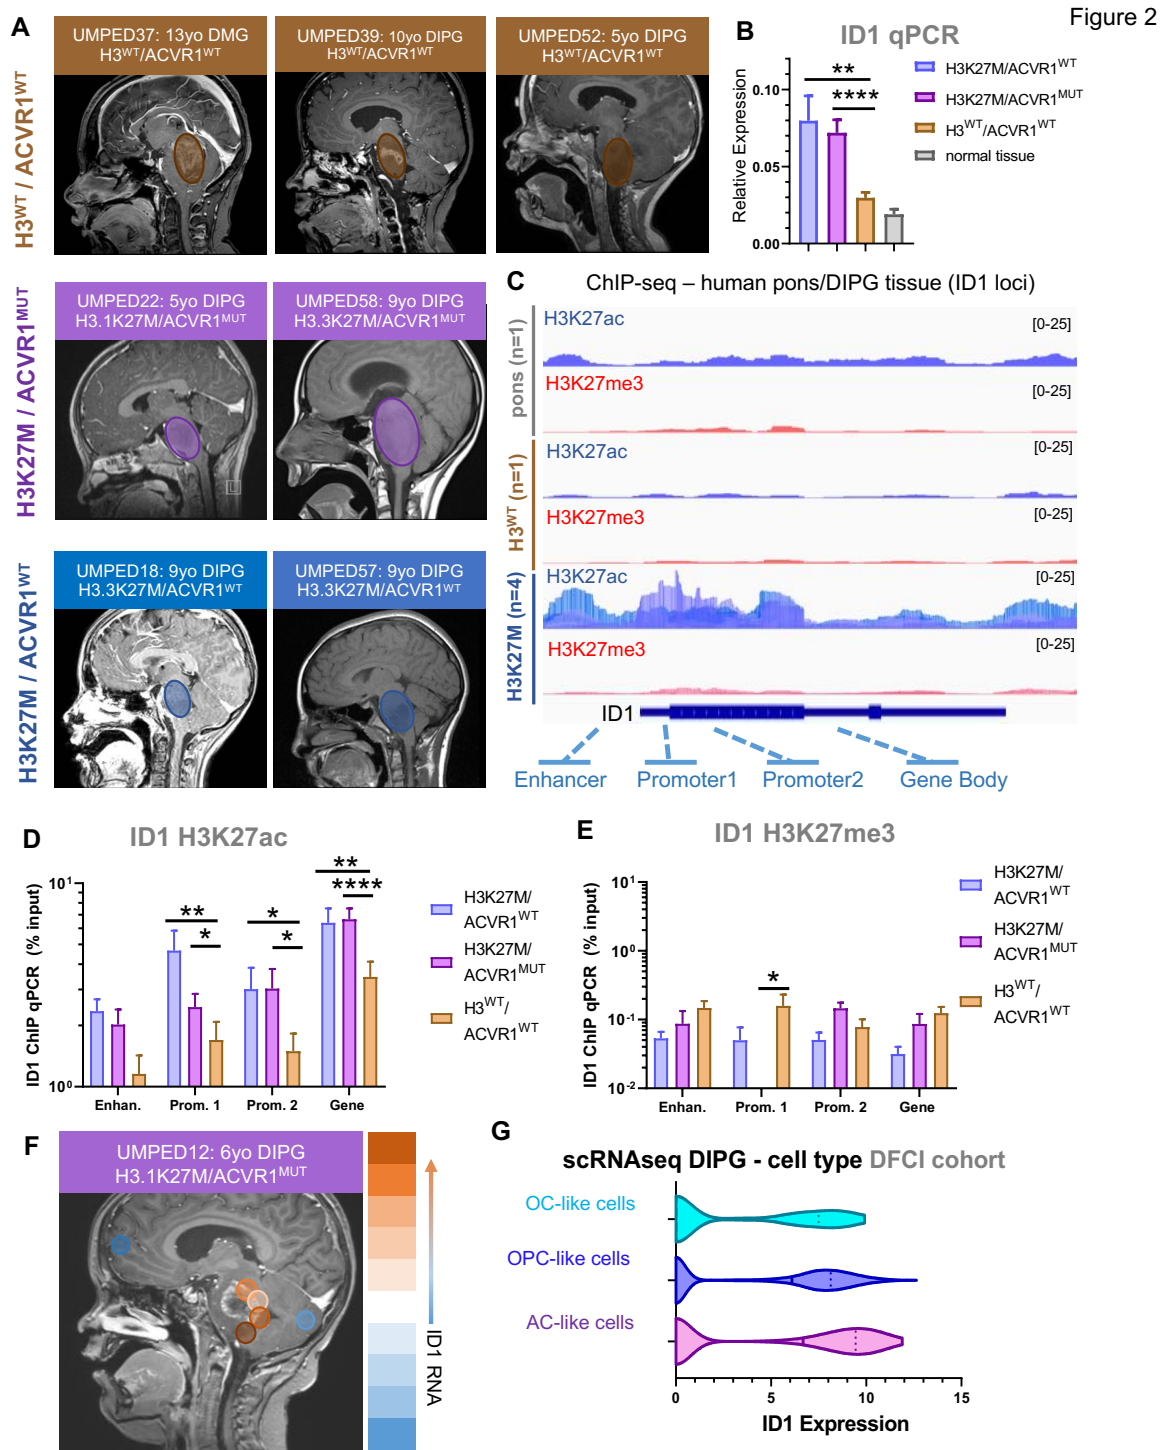 Figure 2
A
H3WT / ACVR1WT
UMPED37: 13yo DMG
H3WT/ACVR1WT
UMPED39: 10yo DIPG
H3WT/ACVR1WT
UMPED52: 5yo DIPG
H3WT/ACVR1WT
H3K27M / ACVR1MUT
UMPED22: 5yo DIPG
H3.1K27M/ACVR1MUT
UMPED58: 9yo DIPG
H3.3K27M/ACVR1MUT
L
H3K27M / ACVR1WT
UMPED18: 9yo DIPG
H3.3K27M/ACVR1WT
UMPED57: 9yo DIPG
H3.3K27M/ACVR1WT
B
ID1 qPCR
Relative Expression
0.10
0.05
0.00
**
****
H3K27M/ACVR1WT
H3K27M/ACVR1MUT
H3WT/ACVR1WT
normal tissue
C
ChIP-seq – human pons/DIPG tissue (ID1 loci)
pons (n=1)
H3K27ac
[0-25]
H3K27me3
[0-25]
H3WT (n=1)
H3K27ac
[0-25]
H3K27me3
[0-25]
H3K27M (n=4)
H3K27ac
[0-25]
H3K27me3
[0-25]
ID1
Enhancer
Promoter1
Promoter2
Gene Body
D
ID1 H3K27ac
ID1 ChIP qPCR (% input)
10¹
10⁰
**
*
*
*
**
****
Enhan.
Prom. 1
Prom. 2
Gene
H3K27M/
ACVR1WT
H3K27M/
ACVR1MUT
H3WT/
ACVR1WT
E
ID1 H3K27me3
ID1 ChIP qPCR (% input)
10¹
10⁰
10⁻¹
10⁻²
*
Enhan.
Prom. 1
Prom. 2
Gene
H3K27M/
ACVR1WT
H3K27M/
ACVR1MUT
H3WT/
ACVR1WT
F
UMPED12: 6yo DIPG
H3.1K27M/ACVR1MUT
ID1 RNA
G
scRNAseq DIPG - cell type DFCI cohort
OC-like cells
OPC-like cells
AC-like cells
0
5
10
15
ID1 Expression